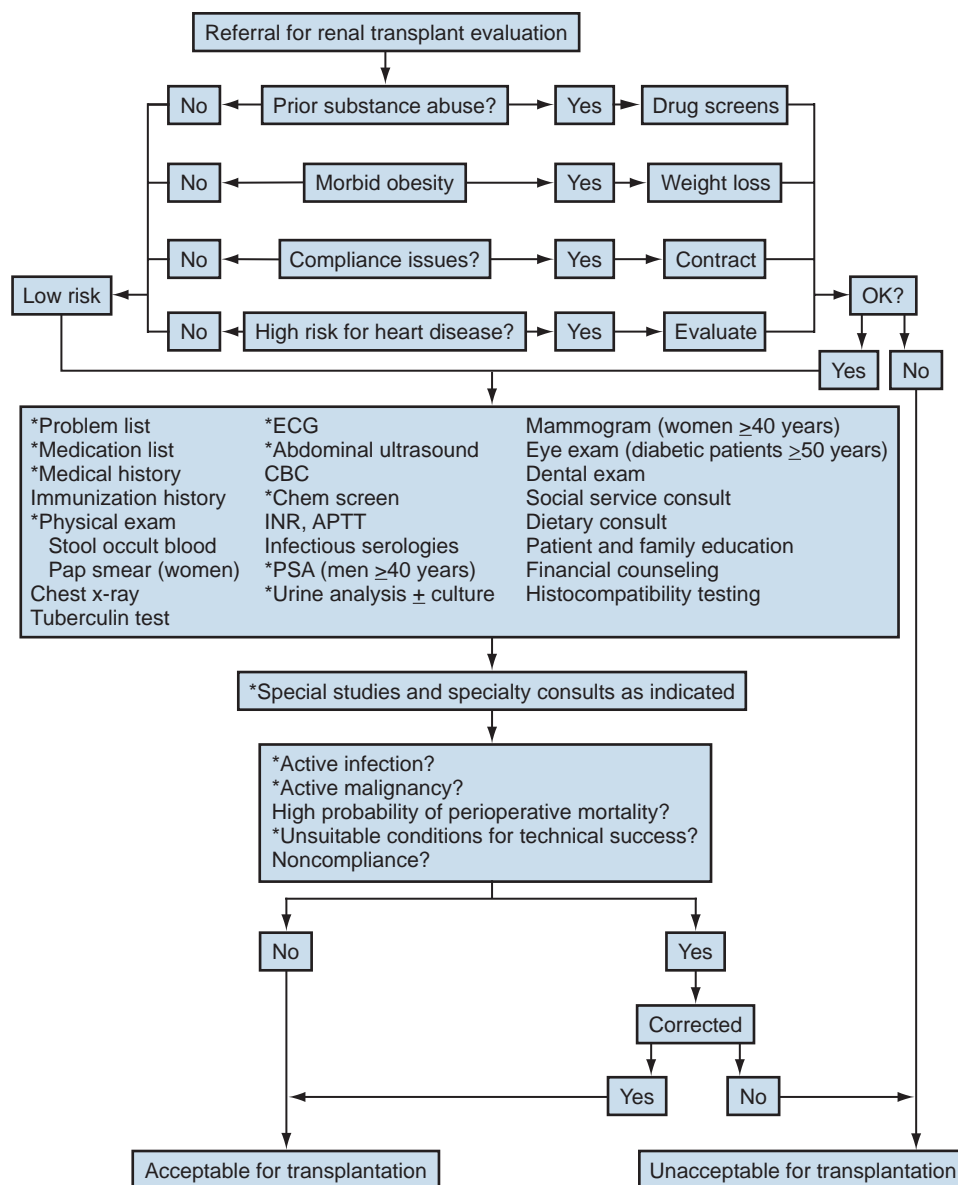 Referral for renal transplant evaluation
No
Prior substance abuse?
Yes
Drug screens
No
Morbid obesity
Yes
Weight loss
No
Compliance issues?
Yes
Contract
Low risk
OK?
No
High risk for heart disease?
Yes
Evaluate
Yes
No
*Problem list
*Medication list
*Medical history
Immunization history
*Physical exam
Stool occult blood
Pap smear (women)
Chest x-ray
Tuberculin test
*ECG
*Abdominal ultrasound
CBC
*Chem screen
INR, APTT
Infectious serologies
*PSA (men ≥40 years)
*Urine analysis ± culture
Mammogram (women ≥40 years)
Eye exam (diabetic patients ≥50 years)
Dental exam
Social service consult
Dietary consult
Patient and family education
Financial counseling
Histocompatibility testing
*Special studies and specialty consults as indicated
*Active infection?
*Active malignancy?
High probability of perioperative mortality?
*Unsuitable conditions for technical success?
Noncompliance?
No
Yes
Corrected
Yes
No
Acceptable for transplantation
Unacceptable for transplantation